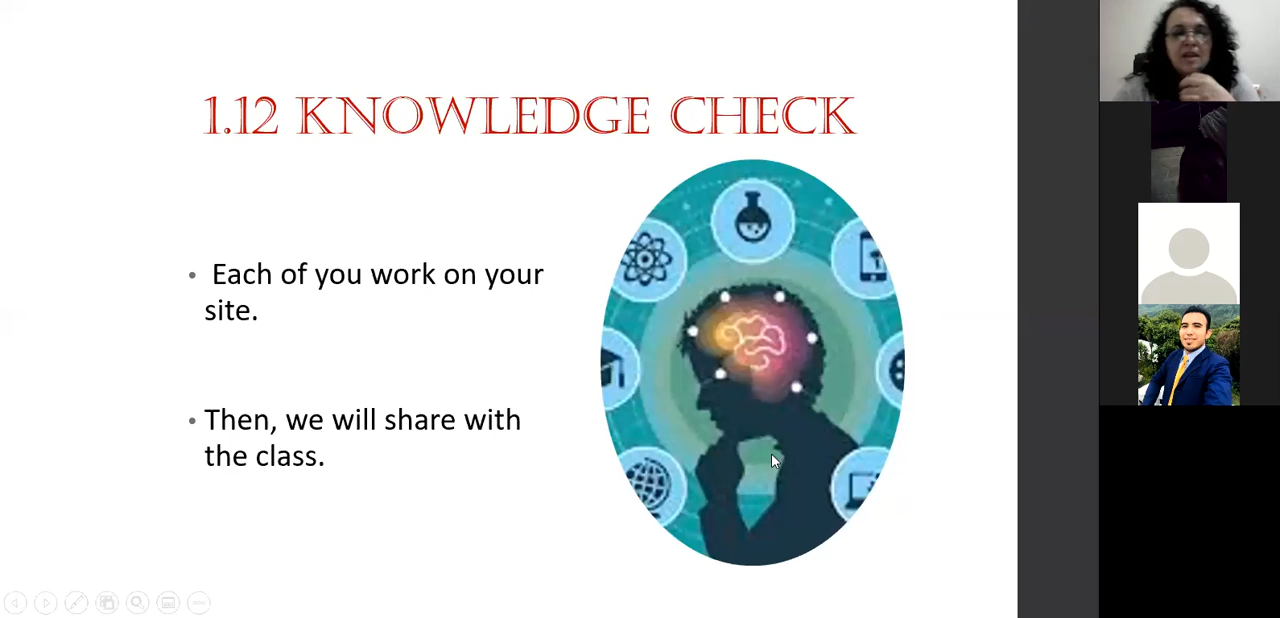 1.12 KNOWLEDGE CHECK
• Each of you work on your
site.
• Then, we will share with
the class.